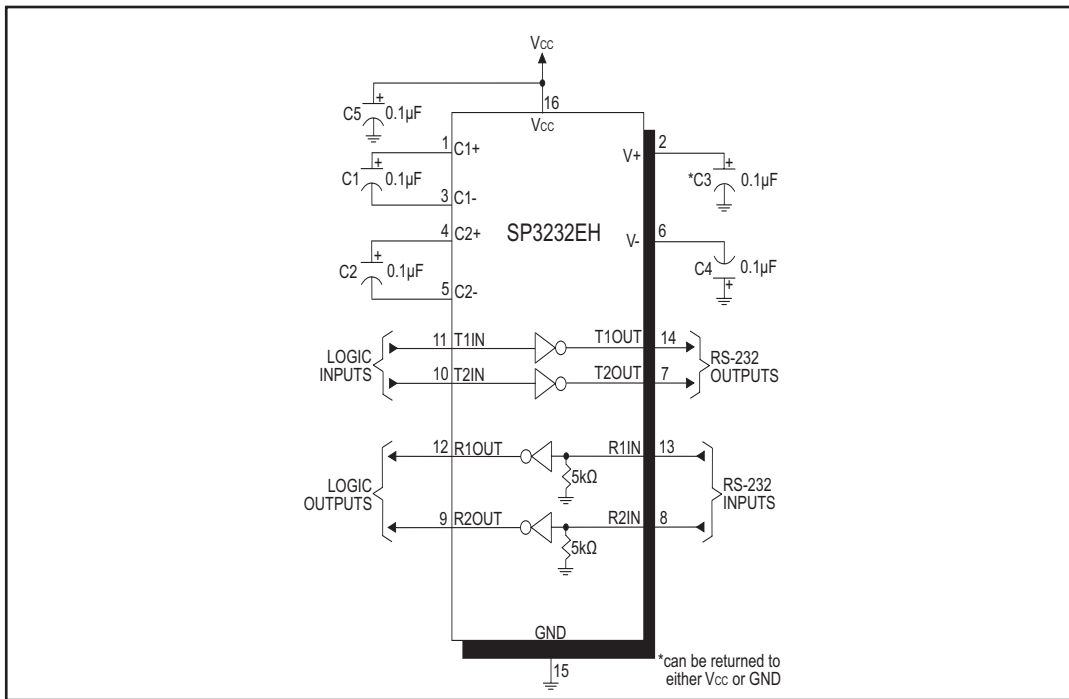 Vcc
C5
+
0.1µF
16
Vcc
1
C1+
C1
+
0.1µF
3
C1-
4
C2+
C2
+
0.1µF
5
C2-
SP3232EH
V+
2
*C3
+
0.1µF
V-
6
C4
0.1µF
+
LOGIC
INPUTS
11
T1IN
T1OUT
14
10
T2IN
T2OUT
7
RS-232
OUTPUTS
LOGIC
OUTPUTS
12
R1OUT
R1IN
13
5kΩ
9
R2OUT
R2IN
8
5kΩ
RS-232
INPUTS
GND
15
*can be returned to
either Vcc or GND